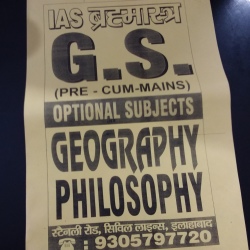 IAS ब्रह्मास्त्र
G.S.
(PRE - CUM-MAINS)
OPTIONAL SUBJECTS
GEOGRAPHY
PHILOSOPHY
स्टैनली रोड, सिविल लाइन्स, इलाहाबाद
☎ : 9305797720